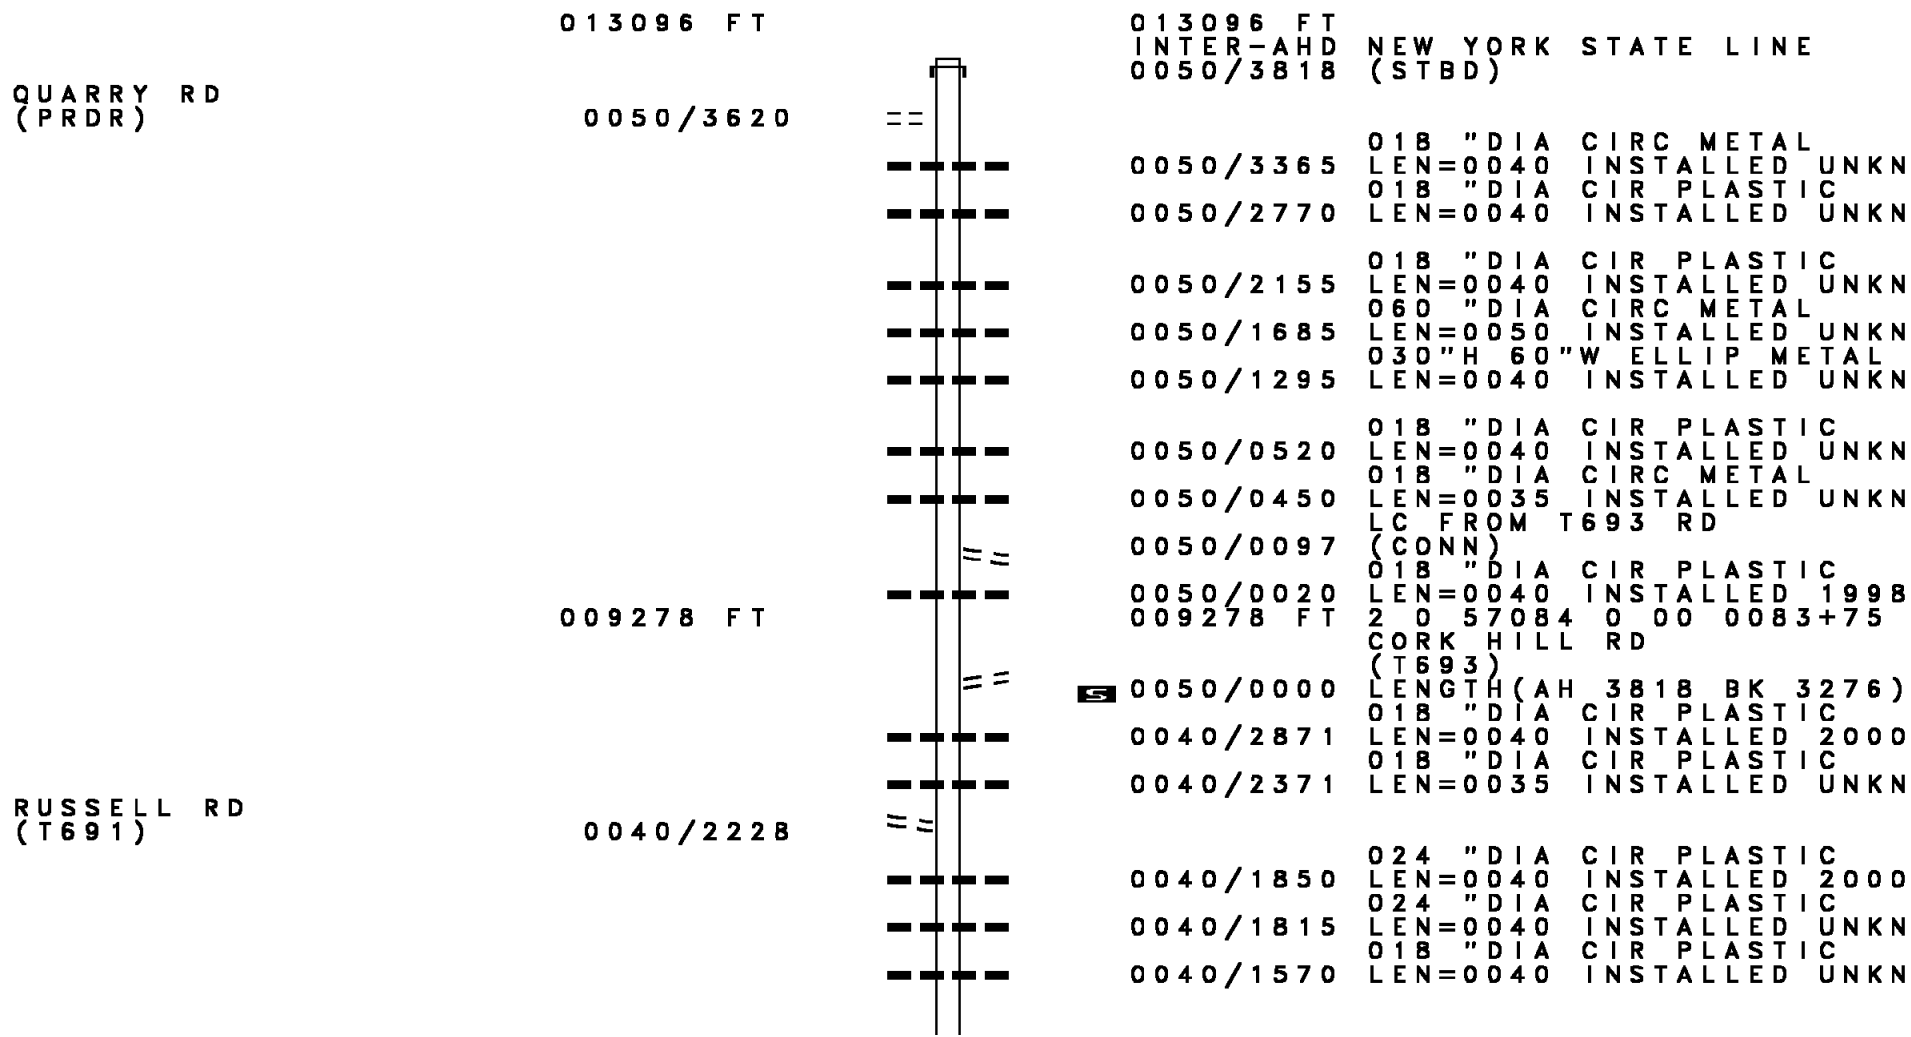 013096 FT 013096 FT
INTER-AHD NEW YORK STATE LINE
0050/3818 (STBD)
QUARRY RD
(PRDR) 0050/3620
018 "DIA CIRC METAL
0050/3365 LEN=0040 INSTALLED UNKN
018 "DIA CIR PLASTIC
0050/2770 LEN=0040 INSTALLED UNKN
018 "DIA CIR PLASTIC
0050/2155 LEN=0040 INSTALLED UNKN
060 "DIA CIRC METAL
0050/1685 LEN=0050 INSTALLED UNKN
030"H 60"W ELLIP METAL
0050/1295 LEN=0040 INSTALLED UNKN
018 "DIA CIR PLASTIC
0050/0520 LEN=0040 INSTALLED UNKN
018 "DIA CIRC METAL
0050/0450 LEN=0035 INSTALLED UNKN
LC FROM T693 RD
0050/0097 (CONN)
018 "DIA CIR PLASTIC
0050/0020 LEN=0040 INSTALLED 1998
009278 FT 009278 FT 2 0 57084 0 00 0083+75
CORK HILL RD
(T693)
S 0050/0000 LENGTH(AH 3818 BK 3276)
018 "DIA CIR PLASTIC
0040/2871 LEN=0040 INSTALLED 2000
018 "DIA CIR PLASTIC
0040/2371 LEN=0035 INSTALLED UNKN
RUSSELL RD
(T691) 0040/2228
024 "DIA CIR PLASTIC
0040/1850 LEN=0040 INSTALLED 2000
024 "DIA CIR PLASTIC
0040/1815 LEN=0040 INSTALLED UNKN
018 "DIA CIR PLASTIC
0040/1570 LEN=0040 INSTALLED UNKN